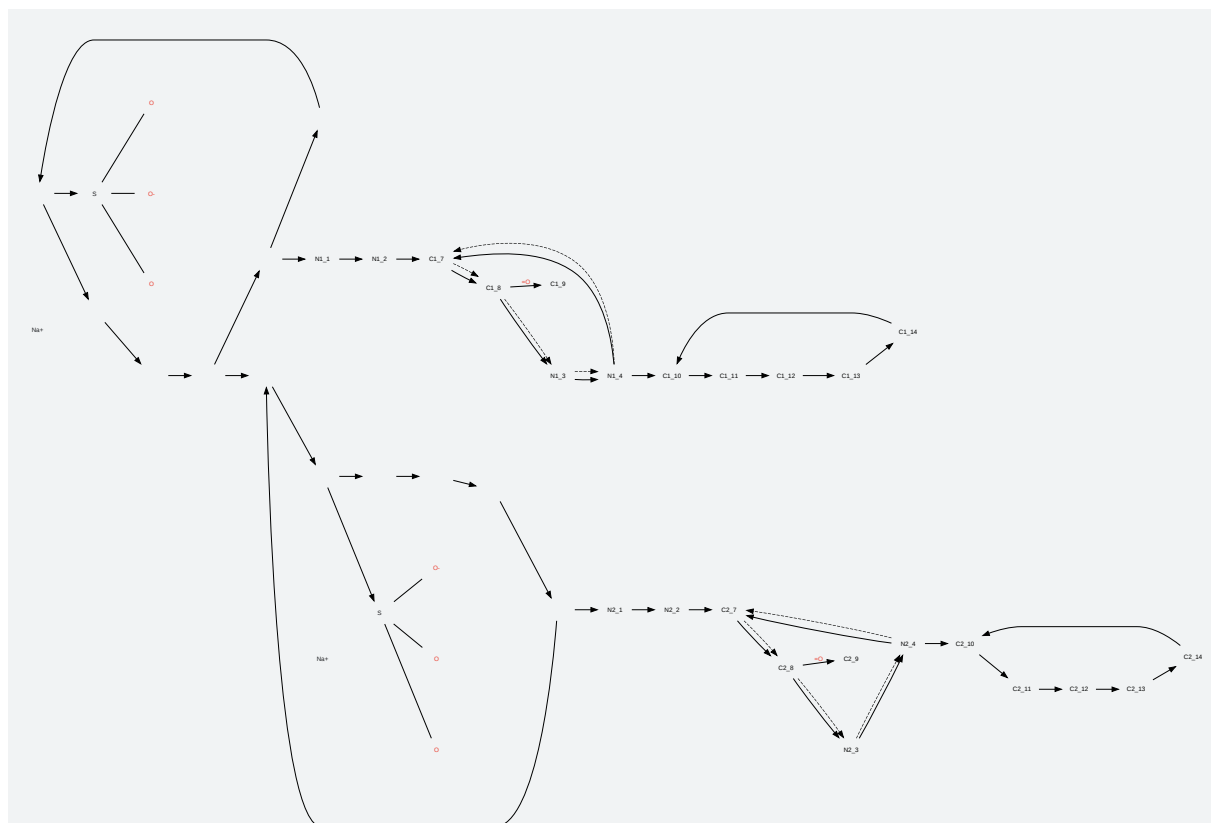 O
S
O-
N1_1
N1_2
C1_7
=O
C1_9
O
C1_8
Na+
C1_14
N1_3
N1_4
C1_10
C1_11
C1_12
C1_13
O-
S
N2_1
N2_2
C2_7
N2_4
C2_10
Na+
O
=O
C2_9
C2_14
C2_8
C2_11
C2_12
C2_13
O
N2_3